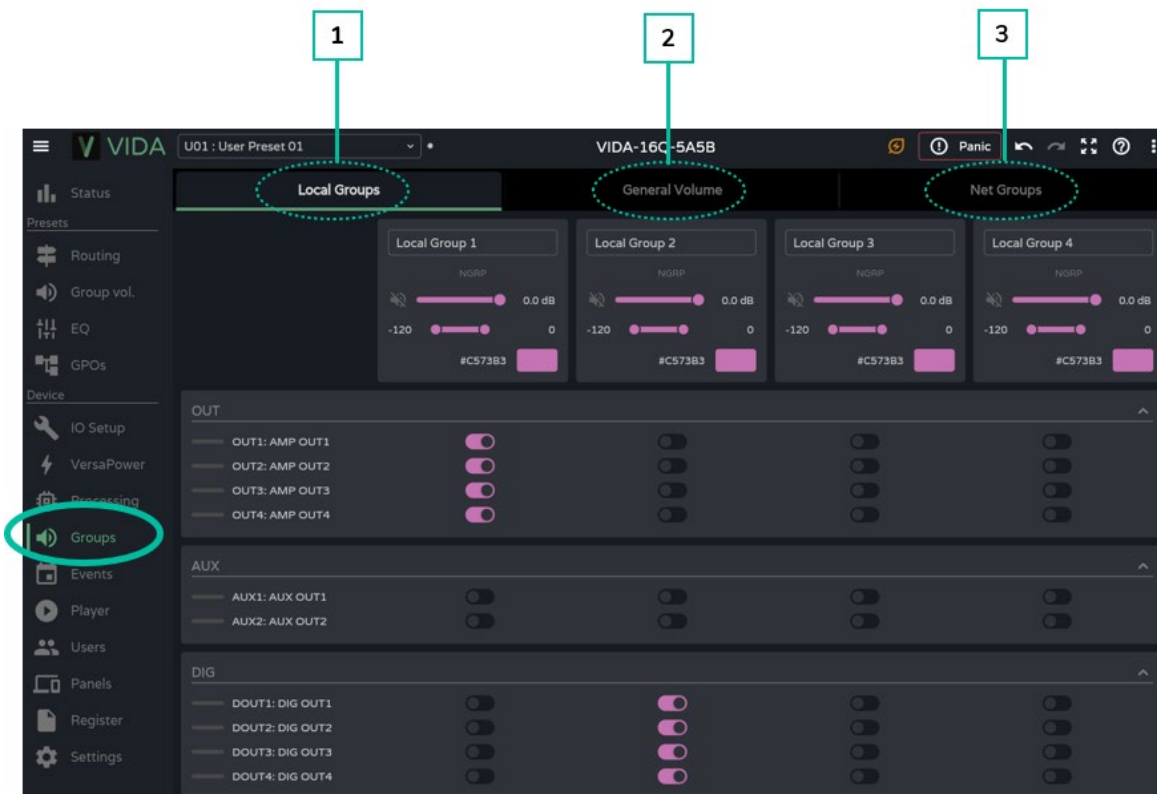 1
2
3
VIDA
U01 : User Preset 01
VIDA-16Q-5A5B
Panic
Status
Presets
Routing
Group vol.
EQ
GPOs
Device
IO Setup
VersaPower
Processing
Groups
Events
Player
Users
Panels
Register
Settings
Local Groups
General Volume
Net Groups
Local Group 1
NGRP
0.0 dB
-120 0
#C573B3
Local Group 2
NGRP
0.0 dB
-120 0
#C573B3
Local Group 3
NGRP
0.0 dB
-120 0
#C573B3
Local Group 4
NGRP
0.0 dB
-120 0
#C573B3
OUT
OUT1: AMP OUT1
OUT2: AMP OUT2
OUT3: AMP OUT3
OUT4: AMP OUT4
AUX
AUX1: AUX OUT1
AUX2: AUX OUT2
DIG
DOUT1: DIG OUT1
DOUT2: DIG OUT2
DOUT3: DIG OUT3
DOUT4: DIG OUT4